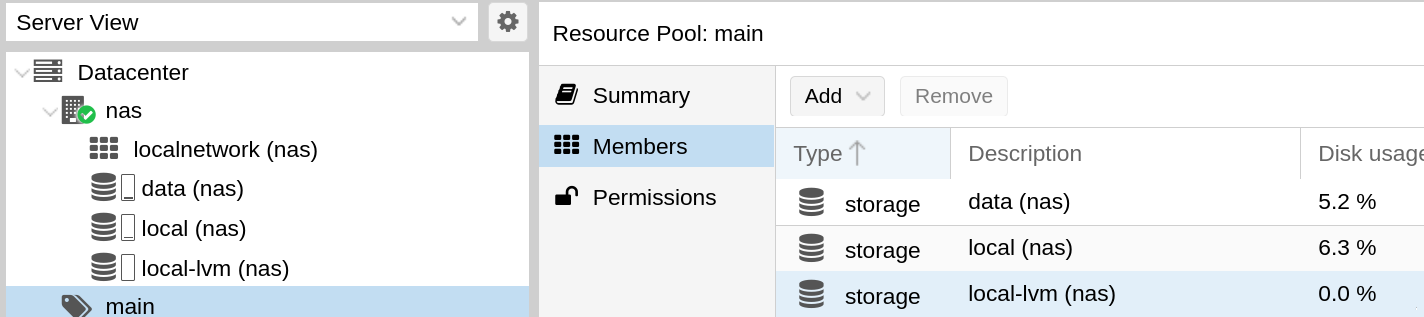 Server View
Datacenter
nas
localnetwork (nas)
data (nas)
local (nas)
local-lvm (nas)
main
Resource Pool: main
Summary
Members
Permissions
Add Remove
Type Description Disk usage
storage data (nas) 5.2 %
storage local (nas) 6.3 %
storage local-lvm (nas) 0.0 %